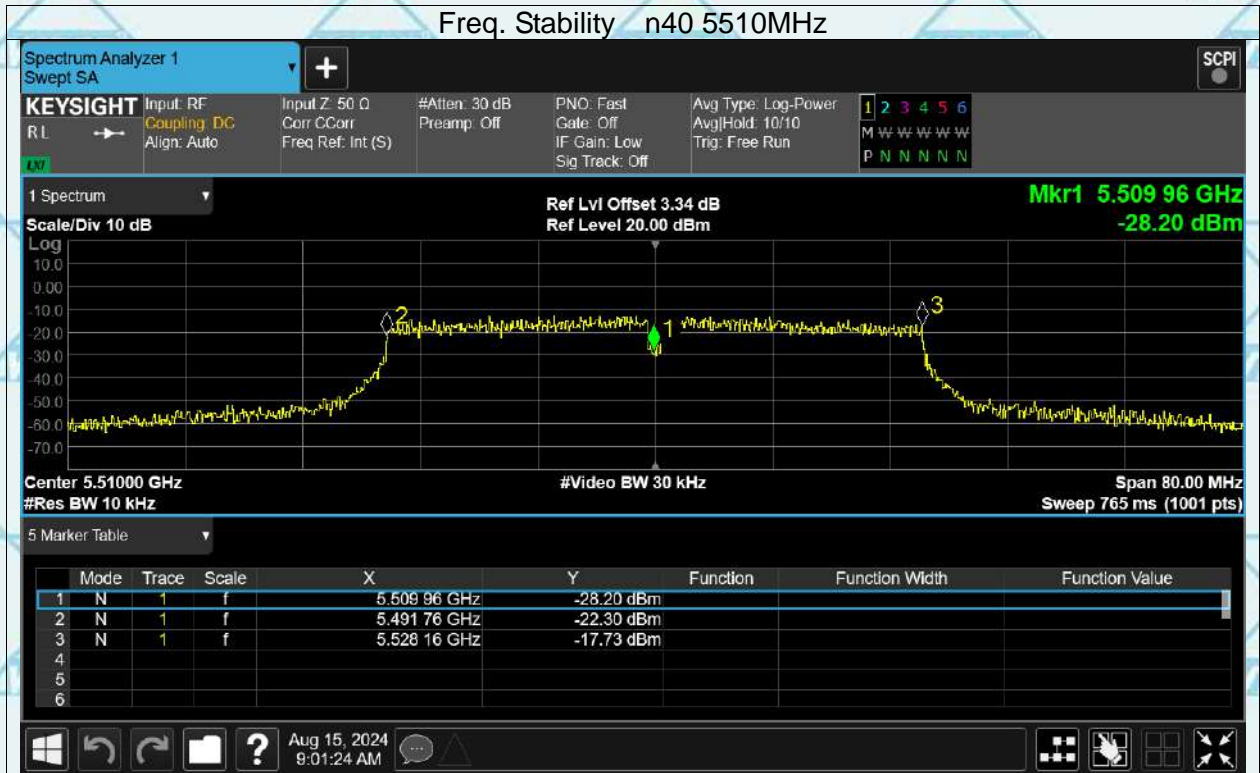 Freq. Stability n40 5510MHz
Spectrum Analyzer 1
Swept SA
+
SCPI
KEYSIGHT
RL
LXI
Input: RF
Coupling: DC
Align: Auto
Input Z: 50 Ω
Corr CCorr
Freq Ref: Int (S)
#Atten: 30 dB
Preamp: Off
PNO: Fast
Gate: Off
IF Gain: Low
Sig Track: Off
Avg Type: Log-Power
Avg|Hold: 10/10
Trig: Free Run
1 2 3 4 5 6
M W W W W W
P N N N N N
1 Spectrum
Scale/Div 10 dB
Ref Lvl Offset 3.34 dB
Ref Level 20.00 dBm
Mkr1 5.509 96 GHz
-28.20 dBm
Log
10.0
0.00
-10.0
-20.0
-30.0
-40.0
-50.0
-60.0
-70.0
2
1
3
Center 5.51000 GHz
#Video BW 30 kHz
Span 80.00 MHz
#Res BW 10 kHz
Sweep 765 ms (1001 pts)
5 Marker Table
Mode Trace Scale X Y Function Function Width Function Value
1 N 1 f 5.509 96 GHz -28.20 dBm
2 N 1 f 5.491 76 GHz -22.30 dBm
3 N 1 f 5.528 16 GHz -17.73 dBm
4
5
6
?
Aug 15, 2024
9:01:24 AM